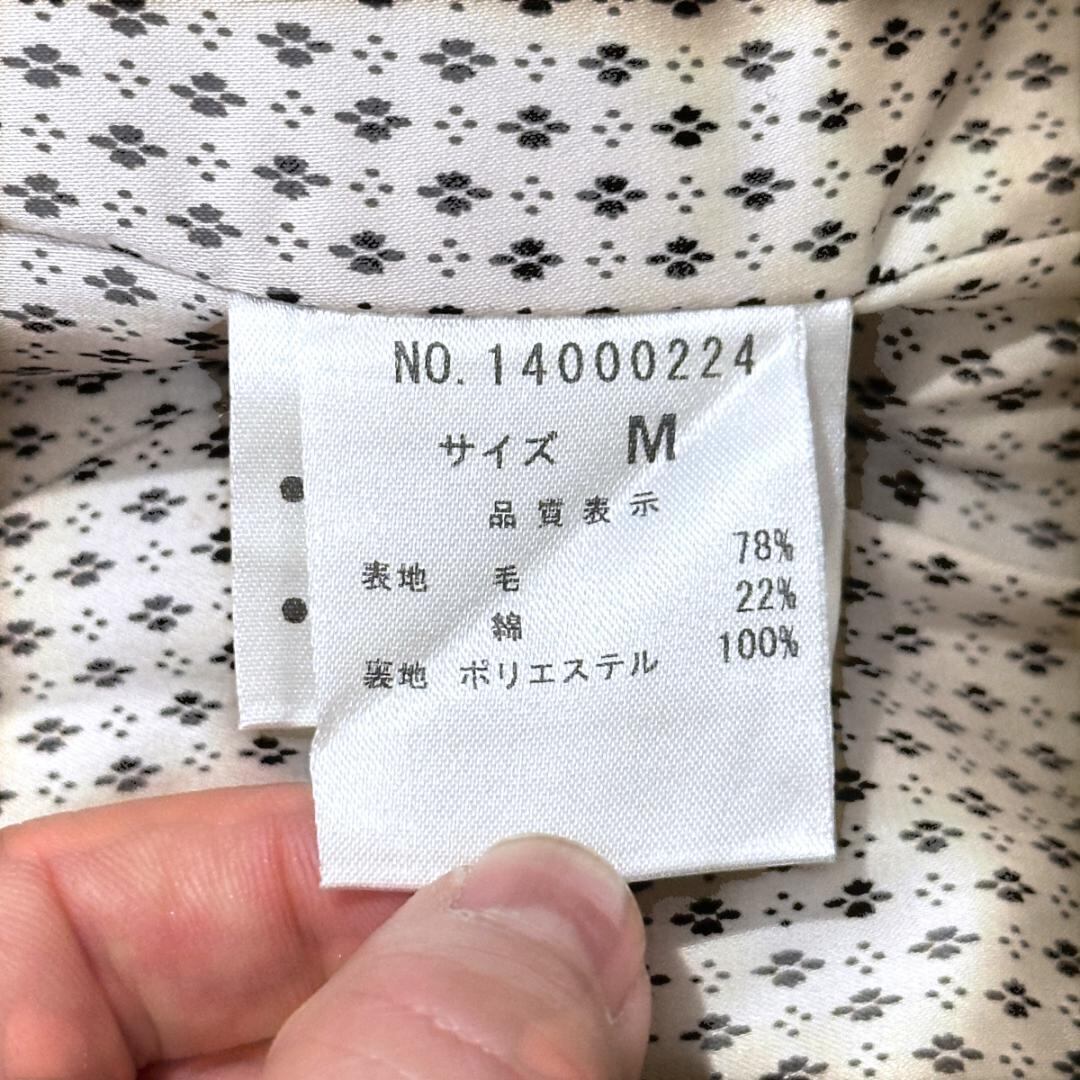 NO.14000224
サイズ M
品質表示
表地 毛 78%
綿 22%
裏地 ポリエステル 100%